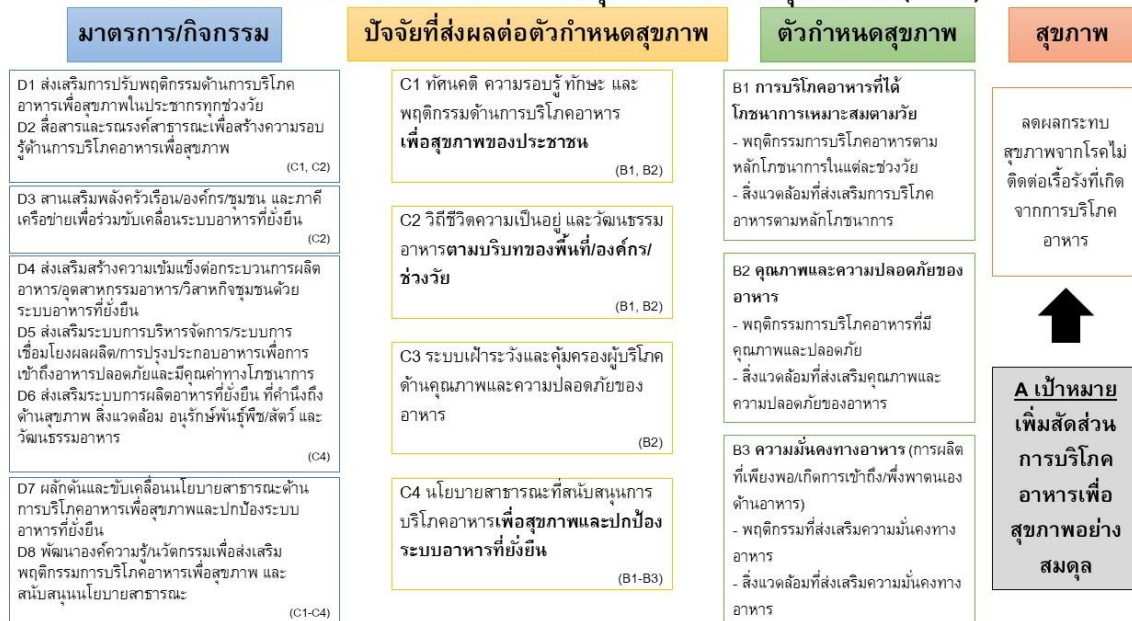 มาตรการ/กิจกรรม
D1 ส่งเสริมการปรับพฤติกรรมด้านการบริโภค
อาหารเพื่อสุขภาพในประชากรทุกช่วงวัย
D2 สื่อสารและรณรงค์สาธารณะเพื่อสร้างความรอบ
รู้ด้านการบริโภคอาหารเพื่อสุขภาพ
(C1, C2)
D3 สานเสริมพลังครัวเรือน/องค์กร/ชุมชน และภาคี
เครือข่ายเพื่อร่วมขับเคลื่อนระบบอาหารที่ยั่งยืน
(C2)
D4 ส่งเสริมสร้างความเข้มแข็งต่อกระบวนการผลิต
อาหาร/อุตสาหกรรมอาหาร/วิสาหกิจชุมชนด้วย
ระบบอาหารที่ยั่งยืน
D5 ส่งเสริมระบบการบริหารจัดการ/ระบบการ
เชื่อมโยงผลผลิต/การปรุงประกอบอาหารเพื่อการ
เข้าถึงอาหารปลอดภัยและมีคุณค่าทางโภชนาการ
D6 ส่งเสริมระบบการผลิตอาหารที่ยั่งยืน ที่คำนึงถึง
ด้านสุขภาพ สิ่งแวดล้อม อนุรักษ์พันธุ์พืช/สัตว์ และ
วัฒนธรรมอาหาร
(C4)
D7 ผลักดันและขับเคลื่อนนโยบายสาธารณะด้าน
การบริโภคอาหารเพื่อสุขภาพและปกป้องระบบ
อาหารที่ยั่งยืน
D8 พัฒนาองค์ความรู้/นวัตกรรมเพื่อส่งเสริม
พฤติกรรมการบริโภคอาหารเพื่อสุขภาพ และ
สนับสนุนนโยบายสาธารณะ
(C1-C4)
ปัจจัยที่ส่งผลต่อตัวกำหนดสุขภาพ
C1 ทัศนคติ ความรอบรู้ ทักษะ และ
พฤติกรรมด้านการบริโภคอาหาร
เพื่อสุขภาพของประชาชน
(B1, B2)
C2 วิถีชีวิตความเป็นอยู่ และวัฒนธรรม
อาหารตามบริบทของพื้นที่/องค์กร/
ช่วงวัย
(B1, B2)
C3 ระบบเฝ้าระวังและคุ้มครองผู้บริโภค
ด้านคุณภาพและความปลอดภัยของ
อาหาร
(B2)
C4 นโยบายสาธารณะที่สนับสนุนการ
บริโภคอาหารเพื่อสุขภาพและปกป้อง
ระบบอาหารที่ยั่งยืน
(B1-B3)
ตัวกำหนดสุขภาพ
B1 การบริโภคอาหารที่ได้
โภชนาการเหมาะสมตามวัย
- พฤติกรรมการบริโภคอาหารตาม
หลักโภชนาการในแต่ละช่วงวัย
- สิ่งแวดล้อมที่ส่งเสริมการบริโภค
อาหารตามหลักโภชนาการ
B2 คุณภาพและความปลอดภัยของ
อาหาร
- พฤติกรรมการบริโภคอาหารที่มี
คุณภาพและปลอดภัย
- สิ่งแวดล้อมที่ส่งเสริมคุณภาพและ
ความปลอดภัยของอาหาร
B3 ความมั่นคงทางอาหาร (การผลิต
ที่เพียงพอ/เกิดการเข้าถึง/พึ่งพาตนเอง
ด้านอาหาร)
- พฤติกรรมที่ส่งเสริมความมั่นคงทาง
อาหาร
- สิ่งแวดล้อมที่ส่งเสริมความมั่นคงทาง
อาหาร
สุขภาพ
ลดผลกระทบ
สุขภาพจากโรคไม่
ติดต่อเรื้อรังที่เกิด
จากการบริโภค
อาหาร
A เป้าหมาย
เพิ่มสัดส่วน
การบริโภค
อาหารเพื่อ
สุขภาพอย่าง
สมดุล